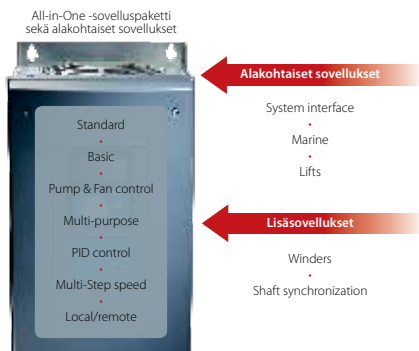 All-in-One -sovelluspaketti
sekä alakohtaiset sovellukset
Standard
•
Basic
•
Pump & Fan control
•
Multi-purpose
•
PID control
•
Multi-Step speed
•
Local/remote
Alakohtaiset sovellukset
System interface
•
Marine
•
Lifts
Lisäsovellukset
Winders
•
Shaft synchronization